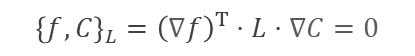 {f, C}_L = (∇f)^T · L · ∇C = 0